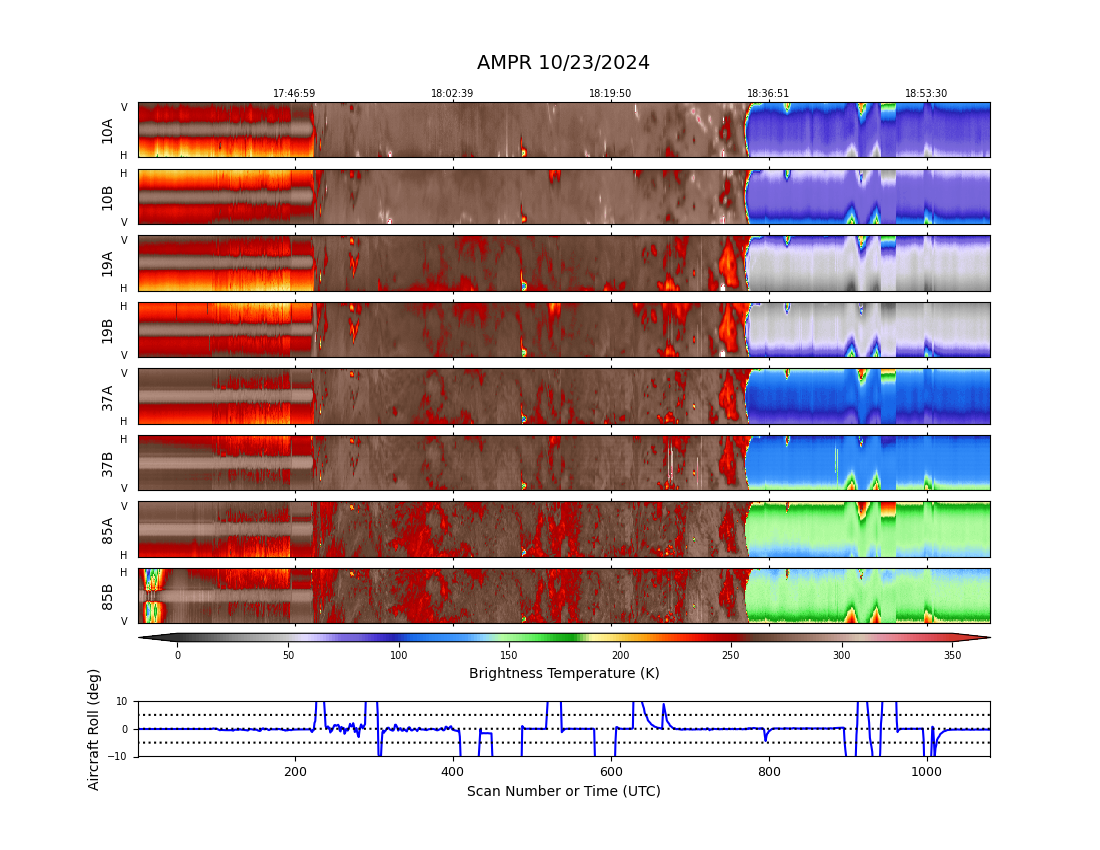 AMPR 10/23/2024
17:46:59 18:02:39 18:19:50 18:36:51 18:53:30
V
10A
H
H
10B
V
V
19A
H
H
19B
V
V
37A
H
H
37B
V
V
85A
H
H
85B
V
0 50 100 150 200 250 300 350
Brightness Temperature (K)
Aircraft Roll (deg)
10
0
−10
200 400 600 800 1000
Scan Number or Time (UTC)